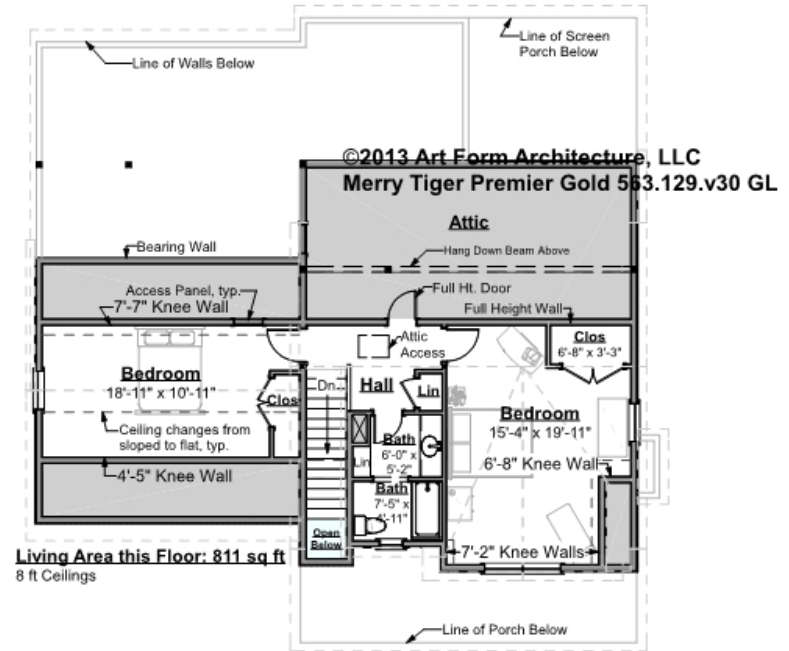 Line of Screen
Porch Below
Line of Walls Below
©2013 Art Form Architecture, LLC
Merry Tiger Premier Gold 563.129.v30 GL
Attic
Bearing Wall
Hang Down Beam Above
Access Panel, typ.
Full Ht. Door
7'-7" Knee Wall
Full Height Wall
Attic
Access
Clos
6'-8" x 3'-3"
Bedroom
18'-11" x 10'-11"
Dn
Hall
Lin
Clos
Bedroom
15'-4" x 19'-11"
Ceiling changes from
sloped to flat, typ.
Bath
6'-0" x
5'-2"
Lin
6'-8" Knee Wall
4'-5" Knee Wall
Bath
7'-5" x
4'-11"
Open
Below
7'-2" Knee Walls
Living Area this Floor: 811 sq ft
8 ft Ceilings
Line of Porch Below